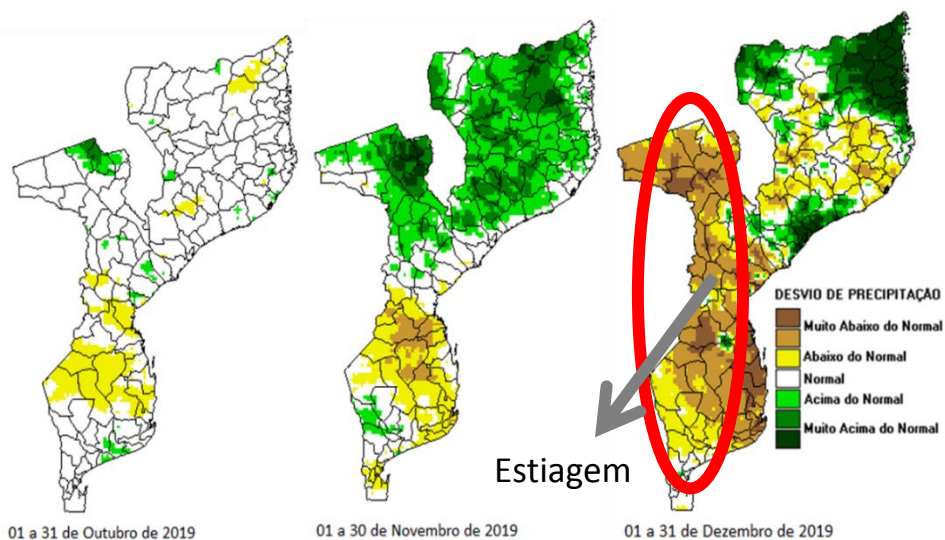 DESVIO DE PRECIPITAÇÃO
Muito Abaixo do Normal
Abaixo do Normal
Normal
Acima do Normal
Muito Acima do Normal
Estiagem
01 a 31 de Outubro de 2019
01 a 30 de Novembro de 2019
01 a 31 de Dezembro de 2019